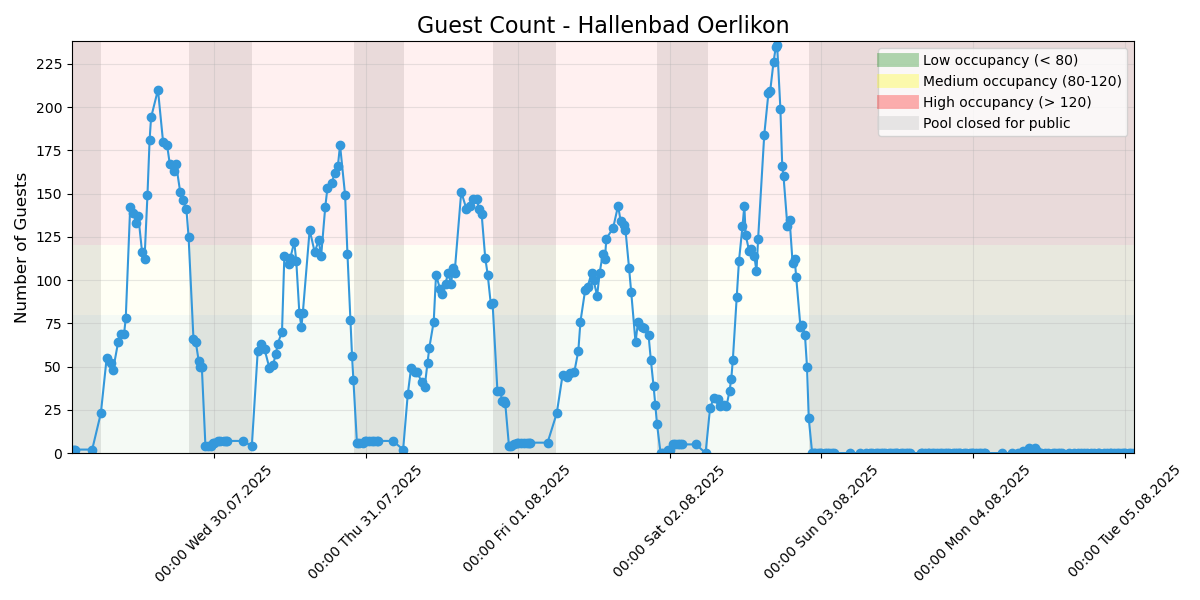 Guest Count - Hallenbad Oerlikon
Number of Guests
225
200
175
150
125
100
75
50
25
0
Low occupancy (< 80)
Medium occupancy (80-120)
High occupancy (> 120)
Pool closed for public
00:00 Wed 30.07.2025
00:00 Thu 31.07.2025
00:00 Fri 01.08.2025
00:00 Sat 02.08.2025
00:00 Sun 03.08.2025
00:00 Mon 04.08.2025
00:00 Tue 05.08.2025